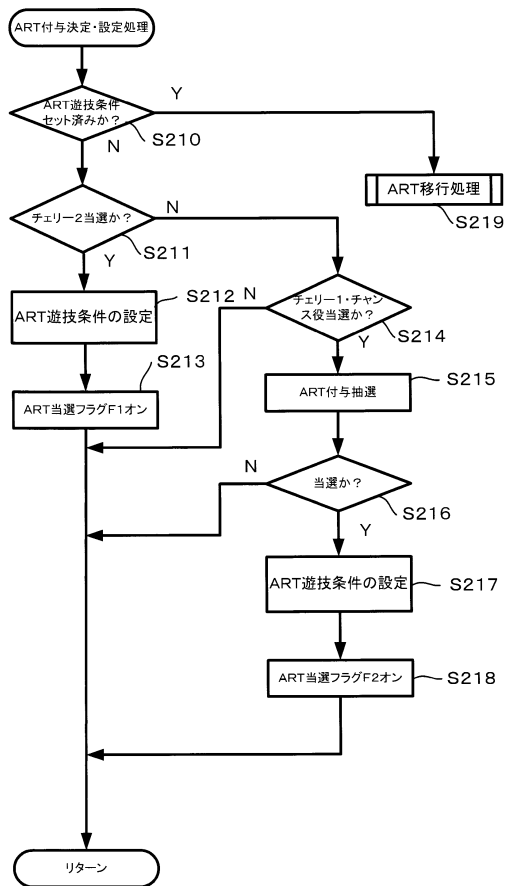 ART付与決定・設定処理
ART遊技条件
セット済みか？
Y
S210
N
ART移行処理
S219
チェリー2当選か？
N
S211
Y
ART遊技条件の設定
S212
N
チェリー1・チャン
ス役当選か？
S214
Y
S213
ART当選フラグF1オン
ART付与抽選
S215
N
当選か？
S216
Y
ART遊技条件の設定
S217
ART当選フラグF2オン
S218
リターン